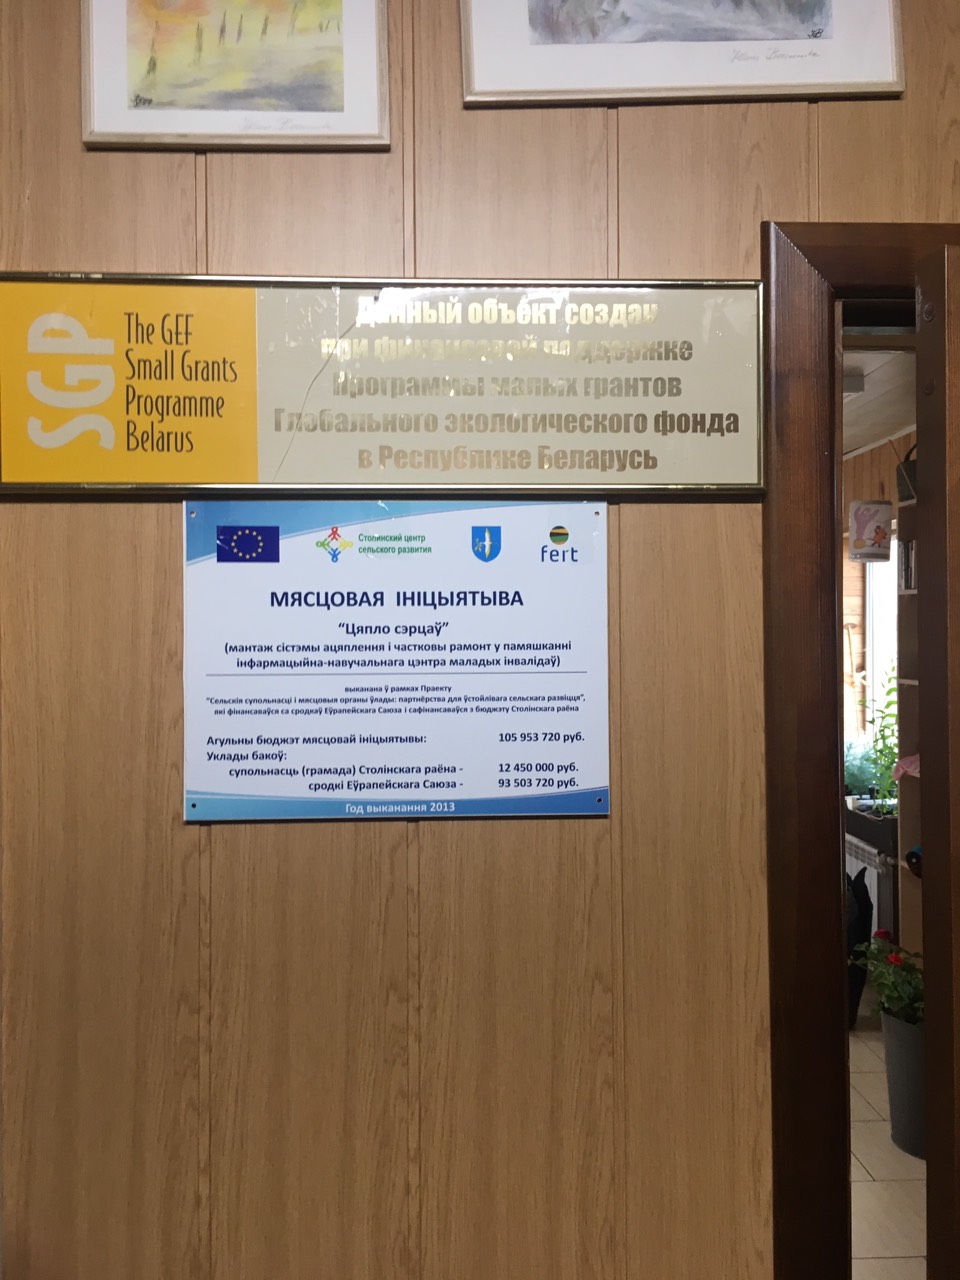 SGP
The GEF
Small Grants
Programme
Belarus
Данный объект создан
при финансовой поддержке
Программы малых грантов
Глобального экологического фонда
в Республике Беларусь
Столинский центр
сельского развития
fert
МЯСЦОВАЯ ІНІЦЫЯТЫВА
“Цяпло сэрцаў”
(мантаж сістэмы ацяплення і частковы рамонт у памяшканні
інфармацыйна-навучальнага цэнтра маладых інвалідаў)
выканана ў рамках Праекту
“Сельскія супольнасці і мясцовыя органы ўлады: партнёрства для ўстойлівага сельскага развіцця”,
які фінансаваўся са сродкаў Еўрапейскага Саюза і сафінансаваўся з бюджэту Столінскага раёна
Агульны бюджэт мясцовай ініцыятывы: 105 953 720 руб.
Уклады бакоў:
супольнасць (грамада) Столінскага раёна - 12 450 000 руб.
сродкі Еўрапейскага Саюза - 93 503 720 руб.
Год выканання 2013